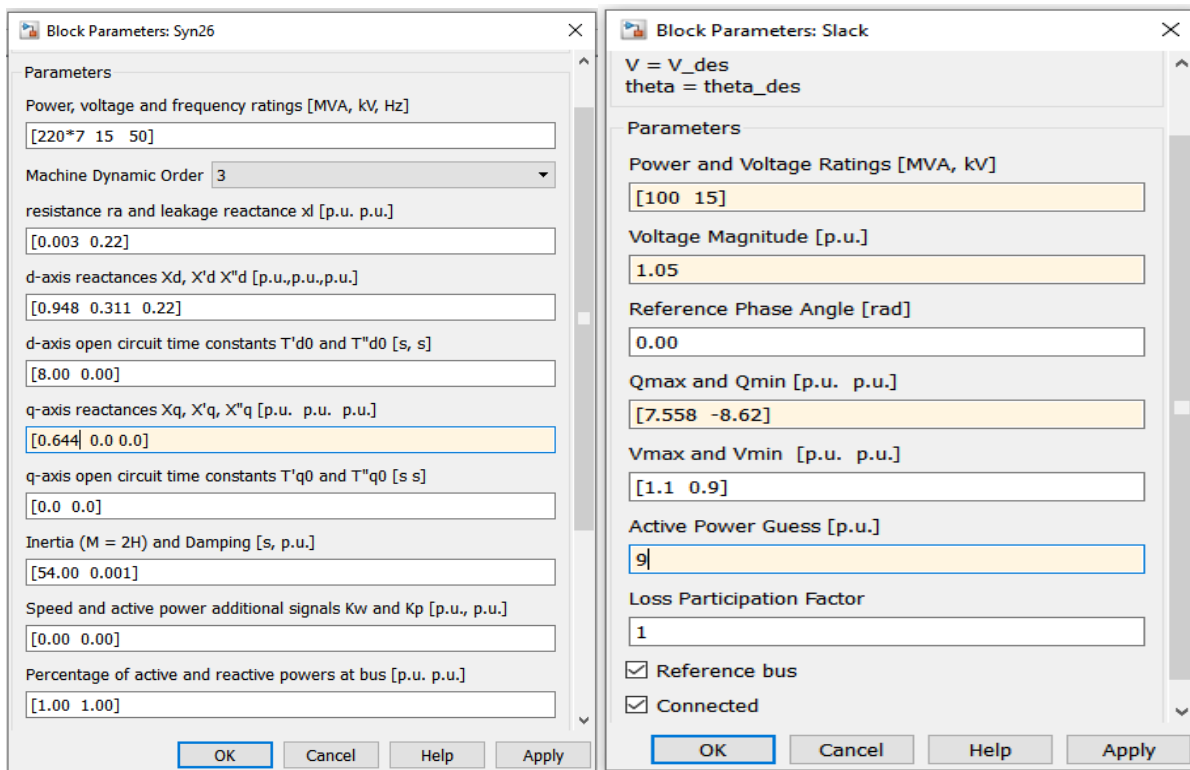 Block Parameters: Syn26
Parameters
Power, voltage and frequency ratings [MVA, kV, Hz]
[220*7 15 50]
Machine Dynamic Order 3
resistance ra and leakage reactance xl [p.u. p.u.]
[0.003 0.22]
d-axis reactances Xd, X'd X"d [p.u.,p.u.,p.u.]
[0.948 0.311 0.22]
d-axis open circuit time constants T'd0 and T"d0 [s, s]
[8.00 0.00]
q-axis reactances Xq, X'q, X"q [p.u. p.u. p.u.]
[0.644 0.0 0.0]
q-axis open circuit time constants T'q0 and T"q0 [s s]
[0.0 0.0]
Inertia (M = 2H) and Damping [s, p.u.]
[54.00 0.001]
Speed and active power additional signals Kw and Kp [p.u., p.u.]
[0.00 0.00]
Percentage of active and reactive powers at bus [p.u. p.u.]
[1.00 1.00]
OK Cancel Help Apply
Block Parameters: Slack
V = V_des
theta = theta_des
Parameters
Power and Voltage Ratings [MVA, kV]
[100 15]
Voltage Magnitude [p.u.]
1.05
Reference Phase Angle [rad]
0.00
Qmax and Qmin [p.u. p.u.]
[7.558 -8.62]
Vmax and Vmin [p.u. p.u.]
[1.1 0.9]
Active Power Guess [p.u.]
9
Loss Participation Factor
1
Reference bus
Connected
OK Cancel Help Apply